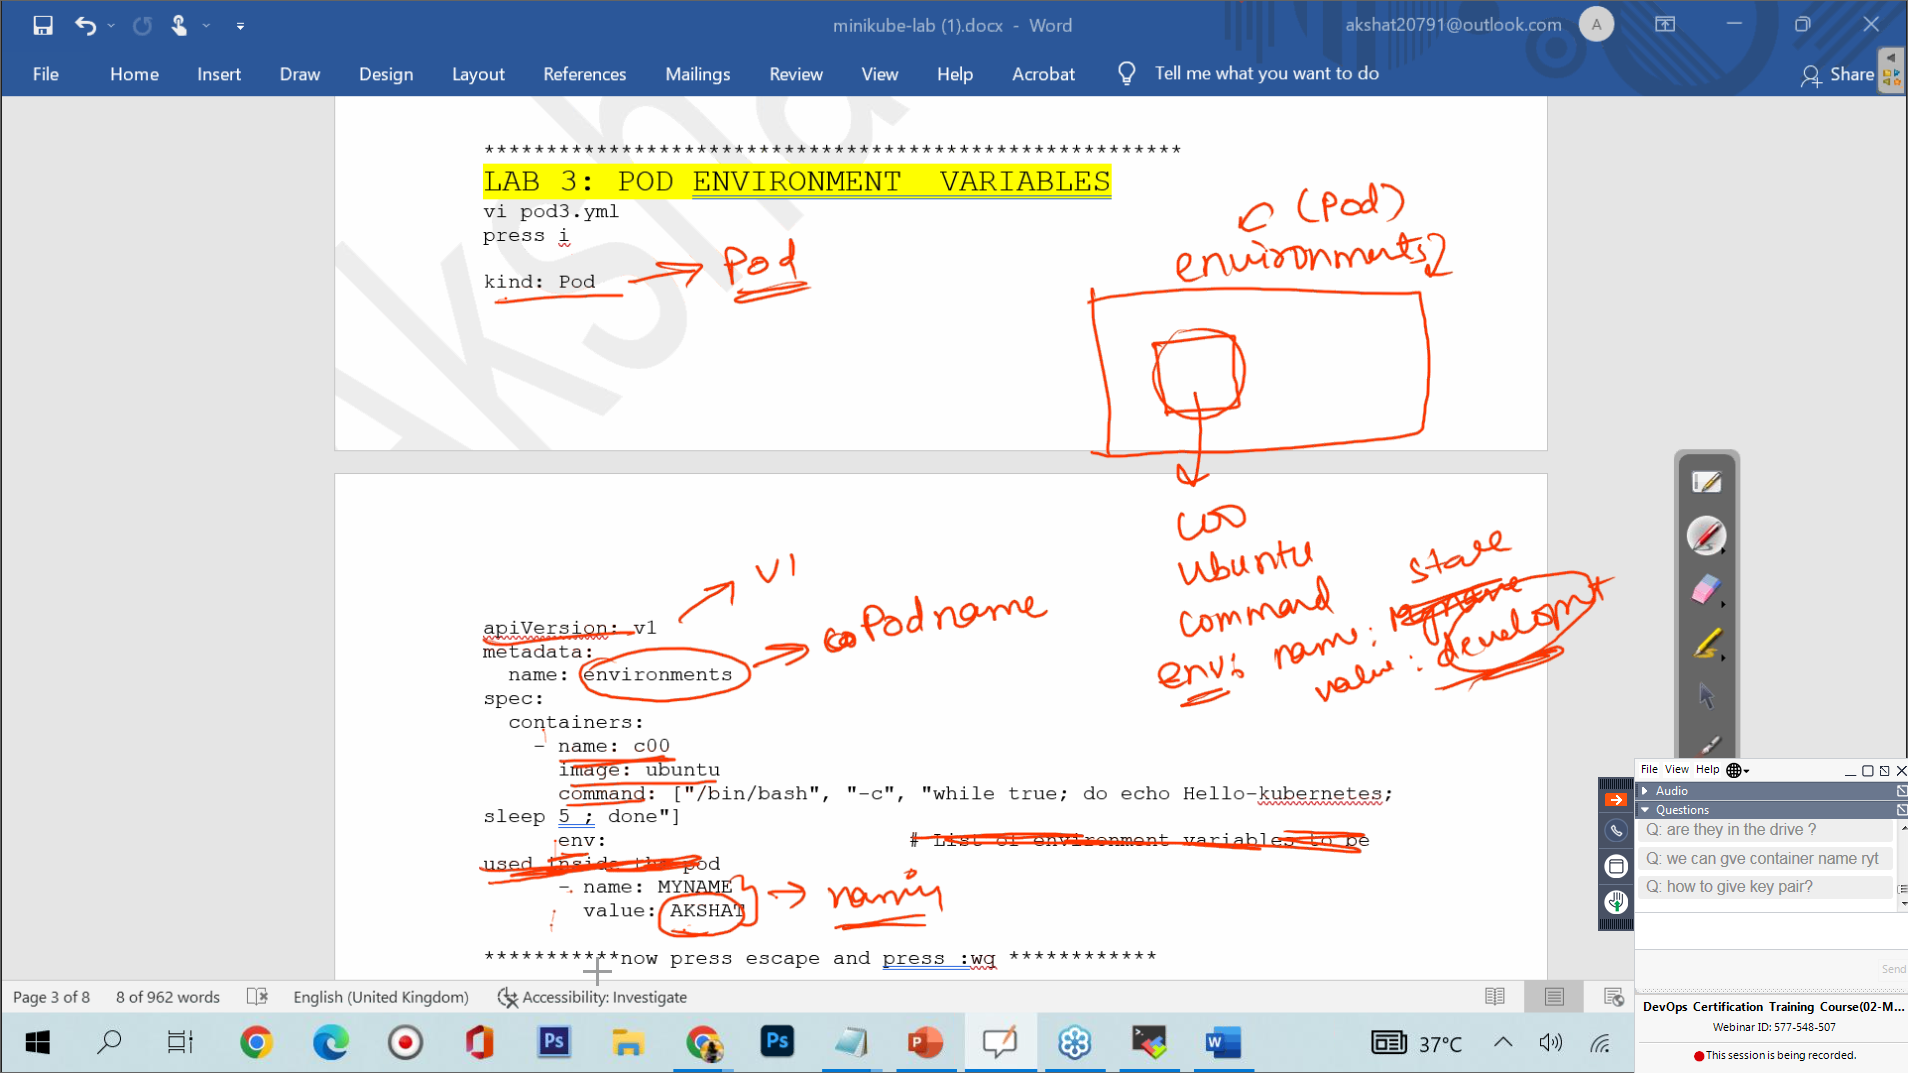 minikube-lab (1).docx - Word
akshat20791@outlook.com
A
File Home Insert Draw Design Layout References Mailings Review View Help Acrobat Tell me what you want to do Share
********************************************************
LAB 3: POD ENVIRONMENT VARIABLES
vi pod3.yml
press i
kind: Pod
Pod
(Pod)
environments
C00
Ubuntu
command
env: name: state
value: developmt
V1
Podname
apiVersion: v1
metadata:
name: environments
spec:
containers:
- name: c00
image: ubuntu
command: ["/bin/bash", "-c", "while true; do echo Hello-kubernetes;
sleep 5 ; done"]
env: # List of environment variables to be
used inside the pod
- name: MYNAME
value: AKSHAT
***********now press escape and press :wq ************
Page 3 of 8 8 of 962 words English (United Kingdom) Accessibility: Investigate
File View Help
Audio
Questions
Q: are they in the drive ?
Q: we can gve container name ryt
Q: how to give key pair?
Send
DevOps Certification Training Course(02-M...
Webinar ID: 577-548-507
This session is being recorded.
Ps
Ps
P
W
37°C